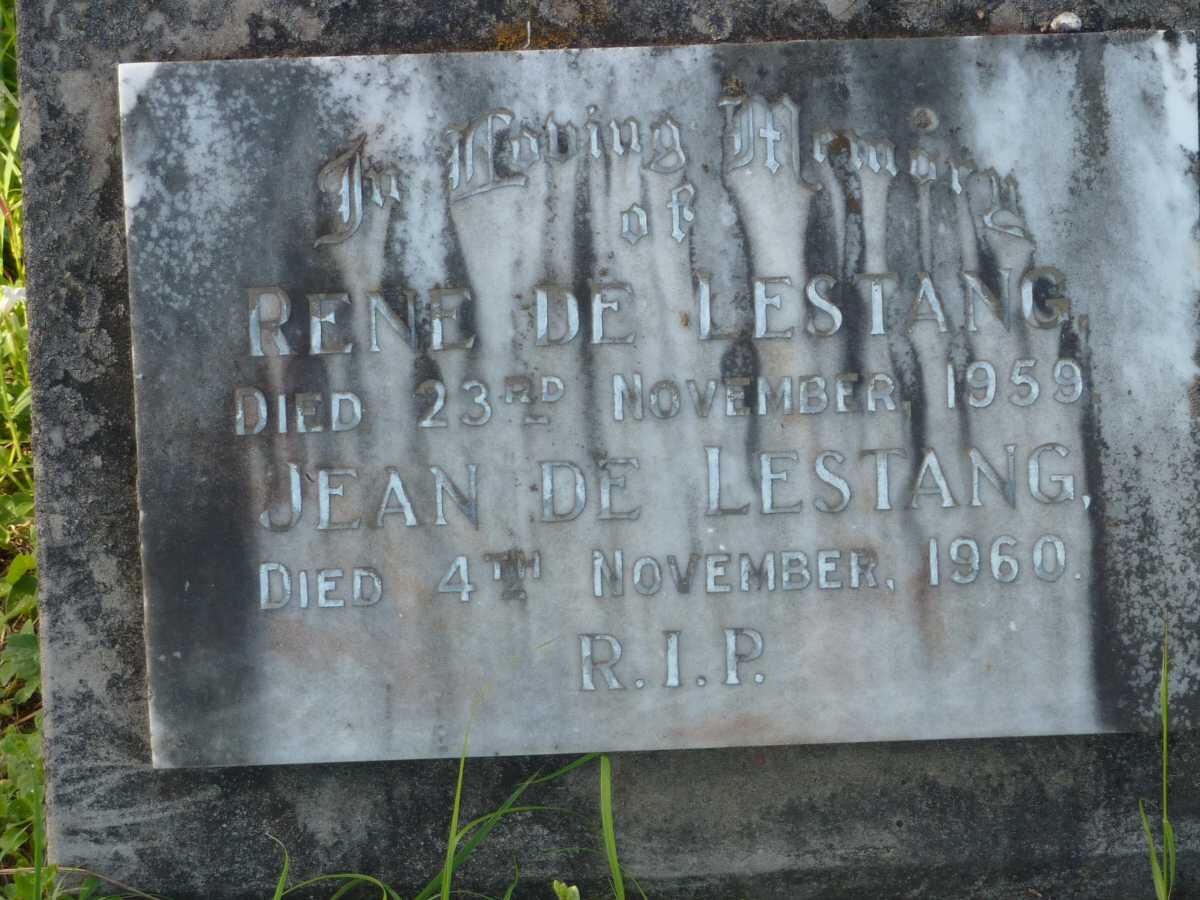 In Loving Memory
of
RENE DE LESTANG,
DIED 23RD NOVEMBER, 1959.
JEAN DE LESTANG,
DIED 4TH NOVEMBER, 1960.
R.I.P.